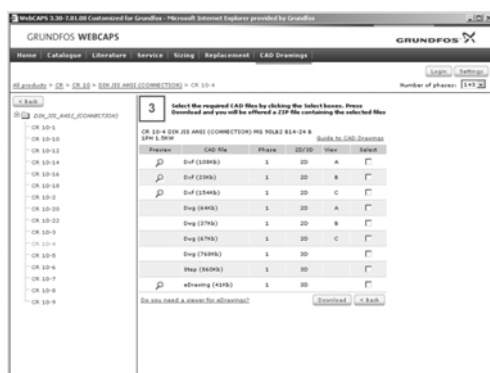 WebCAPS 3.30-7.01.00 Customized for Grundfos - Microsoft Internet Explorer provided by Grundfos
GRUNDFOS WEBCAPS
GRUNDFOS
Home Catalogue Literature Service Sizing Replacement CAD Drawings
Login Settings
All products > CR > CR 10 > DIN JIS ANSI (CONNECTION) > CR 10-4
Number of phases: 1+3
< Back
DIN_JIS_ANSI_(CONNECTION)
CR 10-1
CR 10-10
CR 10-12
CR 10-14
CR 10-16
CR 10-18
CR 10-2
CR 10-20
CR 10-22
CR 10-3
CR 10-4
CR 10-5
CR 10-6
CR 10-7
CR 10-8
CR 10-9
3
Select the required CAD files by clicking the Select boxes. Press
Download and you will be offered a ZIP file containing the selected files
CR 10-4 DIN JIS ANSI (CONNECTION) MG 90LB2 B14-24 B
1PH 1.5KW
Guide to CAD Drawings
Preview CAD file Phase 2D/3D View Select
Dxf (108Kb) 1 2D A
Dxf (23Kb) 1 2D B
Dxf (154Kb) 1 2D C
Dwg (64Kb) 1 2D A
Dwg (37Kb) 1 2D B
Dwg (67Kb) 1 2D C
Dwg (760Kb) 1 3D
Step (860Kb) 1 3D
eDrawing (41Kb) 1 3D
Do you need a viewer for eDrawings?
Download < Back